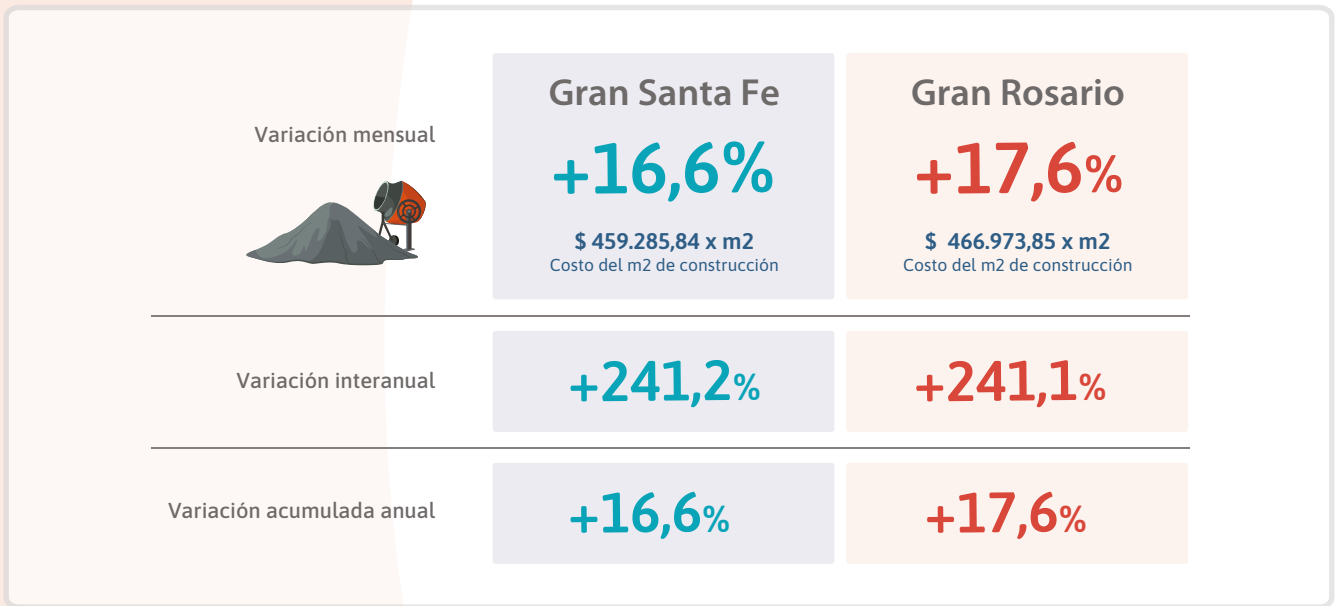 Gran Santa Fe
Gran Rosario
Variación mensual
+16,6%
+17,6%
$ 459.285,84 x m2
Costo del m2 de construcción
$ 466.973,85 x m2
Costo del m2 de construcción
Variación interanual
+241,2%
+241,1%
Variación acumulada anual
+16,6%
+17,6%